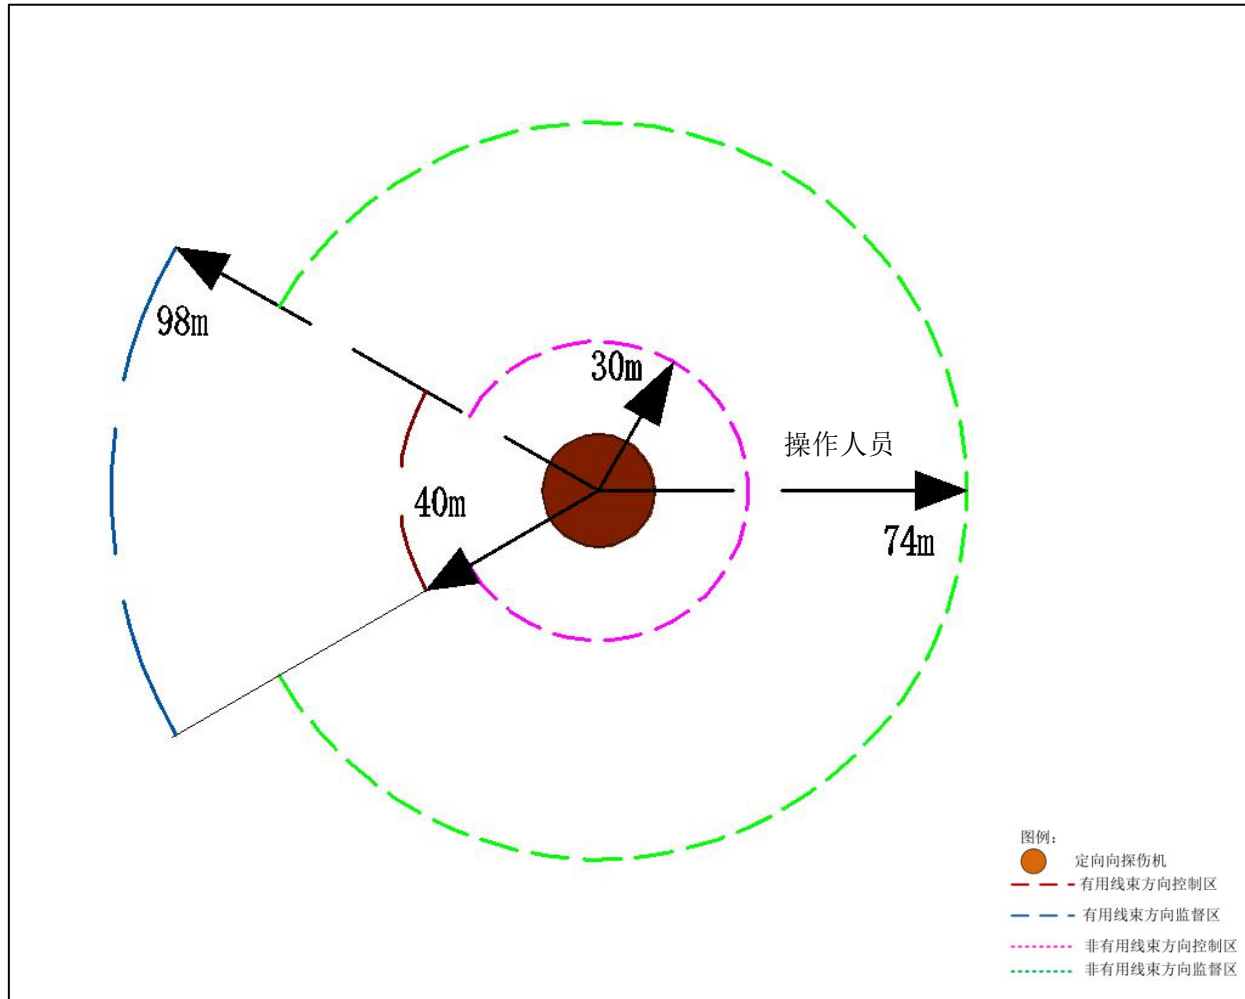 98m
30m
操作人员
40m
74m
图例：
定向向探伤机
有用线束方向控制区
有用线束方向监督区
非有用线束方向控制区
非有用线束方向监督区